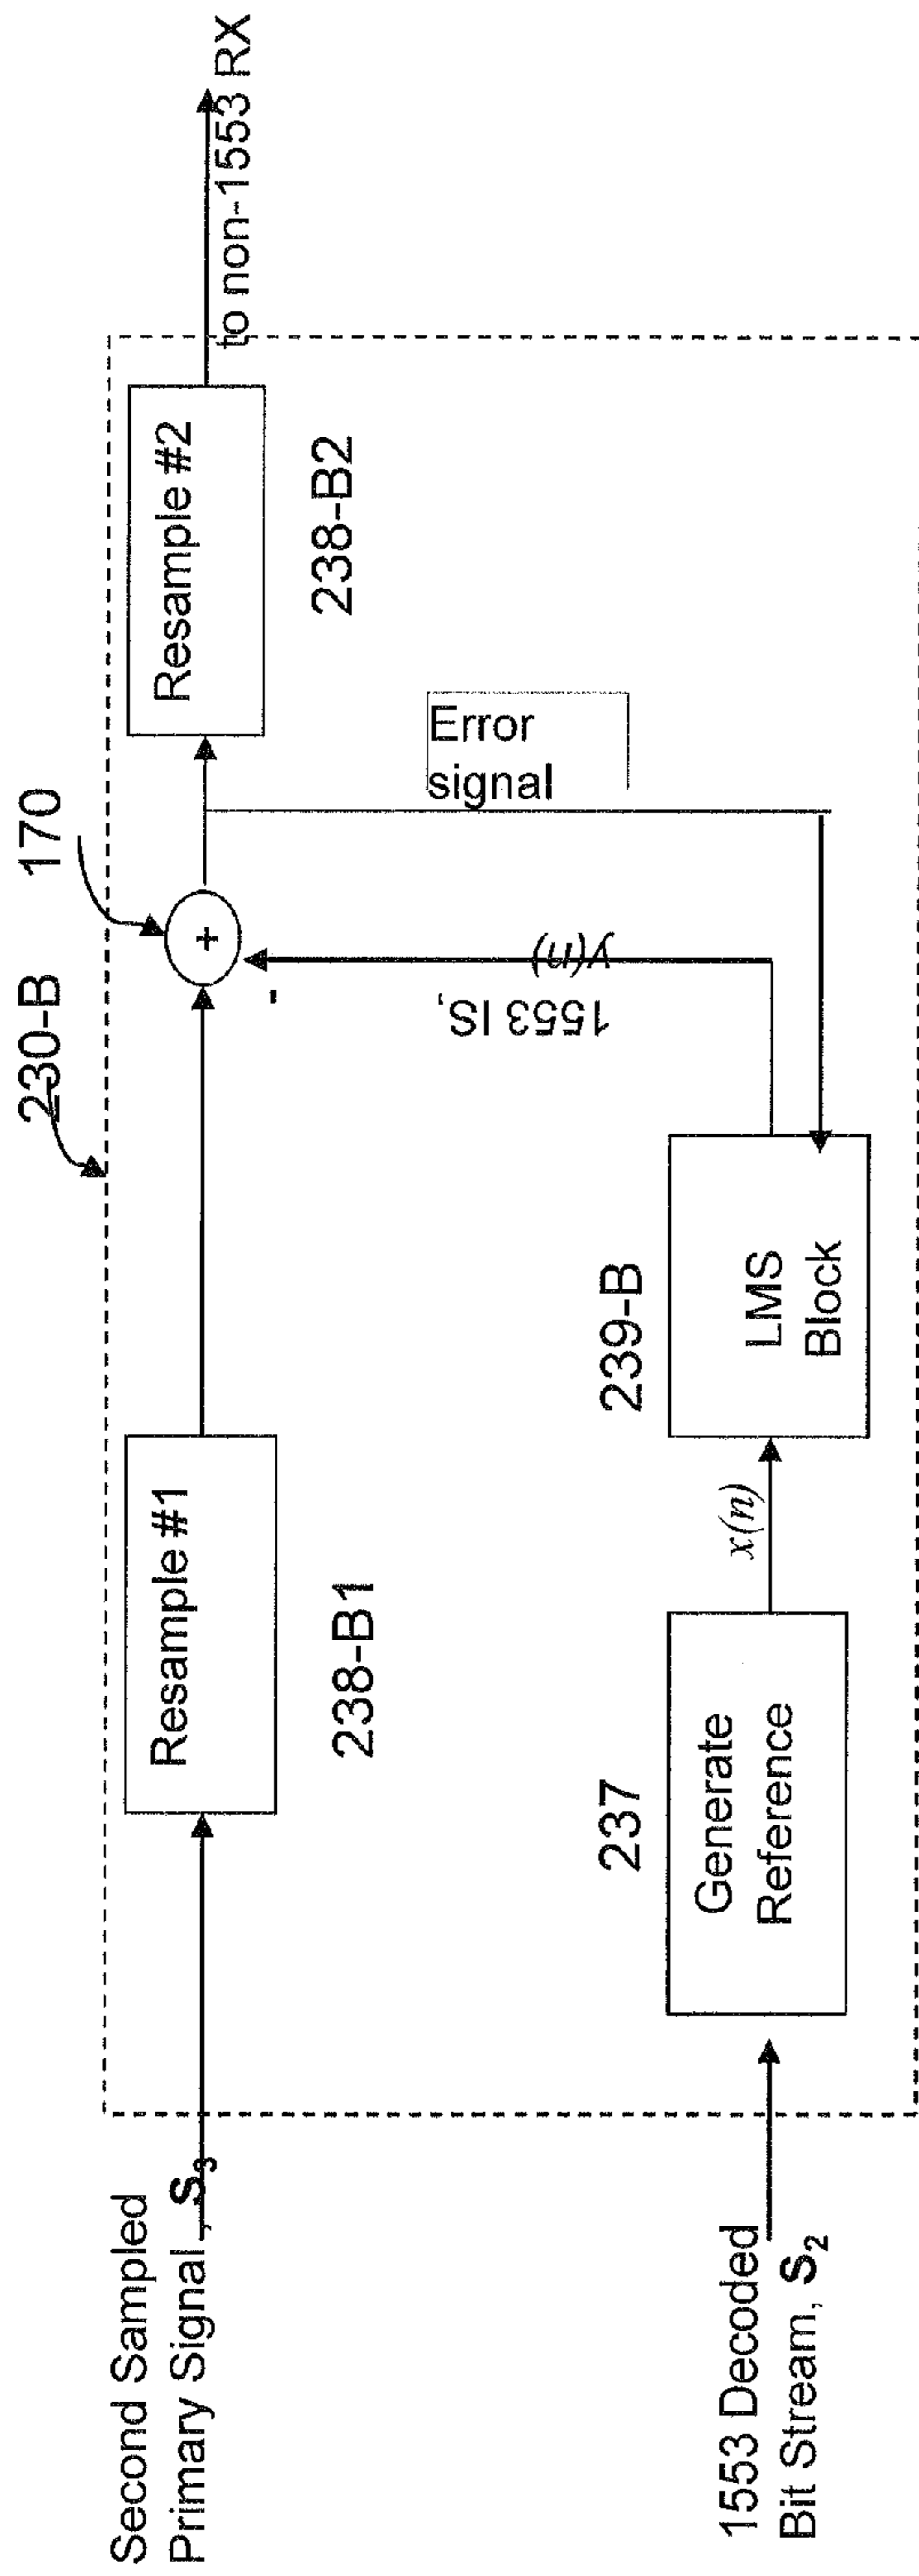 230-B
170
Second Sampled
Primary Signal, S₃
Resample #1
238-B1
+
-
Resample #2
238-B2
to non-1553 RX
Error
signal
1553 IS,
y(n)
1553 Decoded
Bit Stream, S₂
237
Generate
Reference
x(n)
239-B
LMS
Block